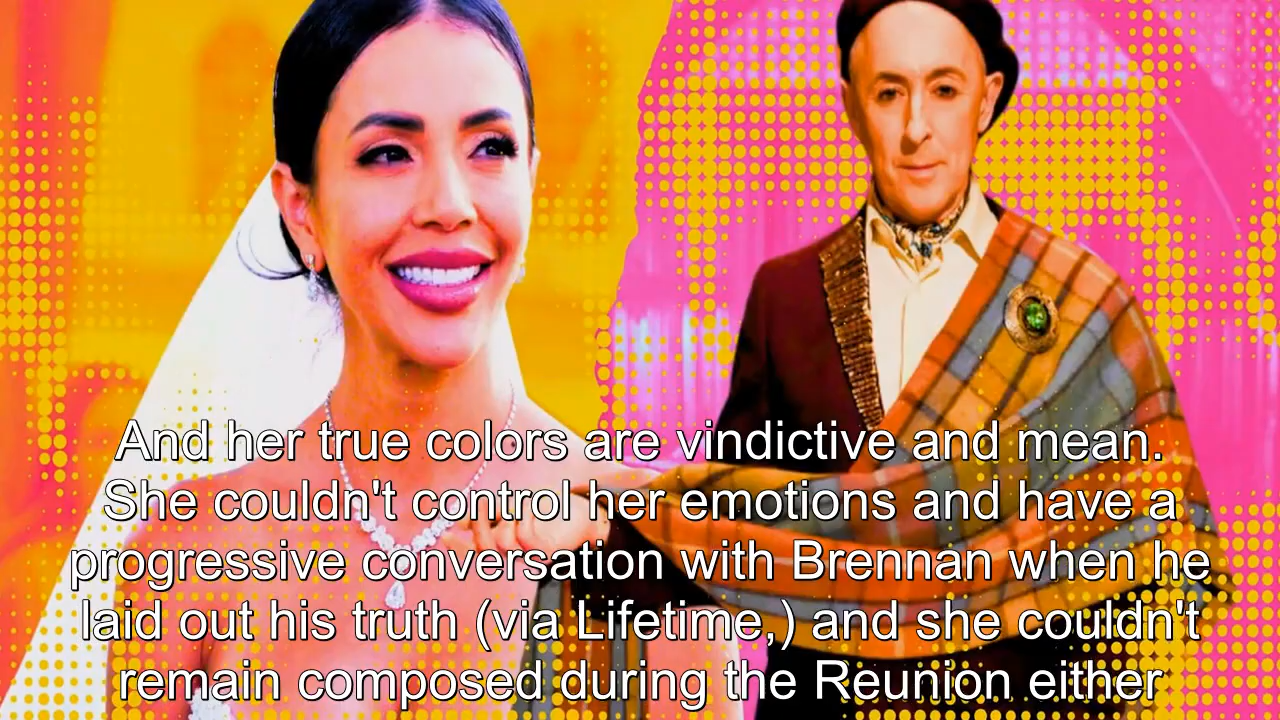 And her true colors are vindictive and mean.
She couldn't control her emotions and have a
progressive conversation with Brennan when he
laid out his truth (via Lifetime,) and she couldn't
remain composed during the Reunion either